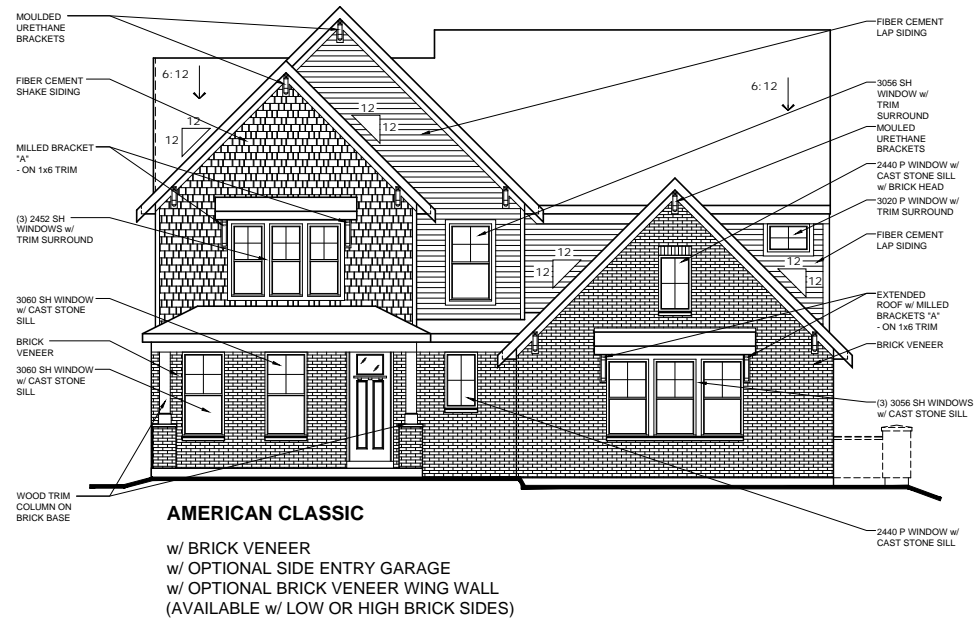 MOULDED
URETHANE
BRACKETS
FIBER CEMENT
SHAKE SIDING
MILLED BRACKET
"A"
- ON 1x6 TRIM
(3) 2452 SH
WINDOWS w/
TRIM SURROUND
3060 SH WINDOW
w/ CAST STONE
SILL
BRICK
VENEER
3060 SH WINDOW
w/ CAST STONE
SILL
WOOD TRIM
COLUMN ON
BRICK BASE
6:12
12
12
12
12
6:12
12
12
12
12
FIBER CEMENT
LAP SIDING
3056 SH
WINDOW w/
TRIM
SURROUND
MOULED
URETHANE
BRACKETS
2440 P WINDOW w/
CAST STONE SILL
w/ BRICK HEAD
3020 P WINDOW w/
TRIM SURROUND
FIBER CEMENT
LAP SIDING
EXTENDED
ROOF w/ MILLED
BRACKETS "A"
- ON 1x6 TRIM
BRICK VENEER
(3) 3056 SH WINDOWS
w/ CAST STONE SILL
2440 P WINDOW w/
CAST STONE SILL
AMERICAN CLASSIC
w/ BRICK VENEER
w/ OPTIONAL SIDE ENTRY GARAGE
w/ OPTIONAL BRICK VENEER WING WALL
(AVAILABLE w/ LOW OR HIGH BRICK SIDES)